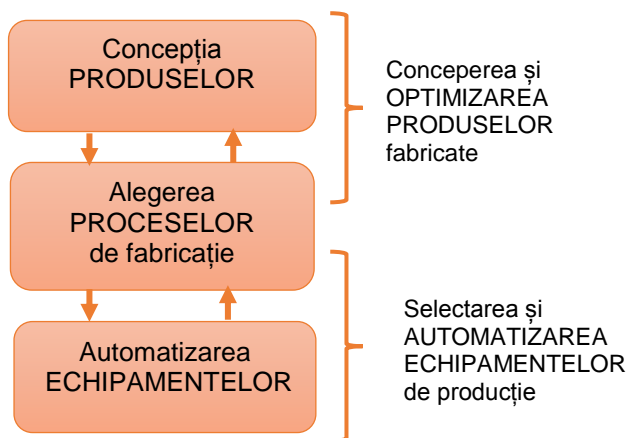 Concepția
PRODUSELOR
Conceperea și
OPTIMIZAREA
PRODUSELOR
fabricate
Alegerea
PROCESELOR
de fabricație
Selectarea și
AUTOMATIZAREA
ECHIPAMENTELOR
de producție
Automatizarea
ECHIPAMENTELOR